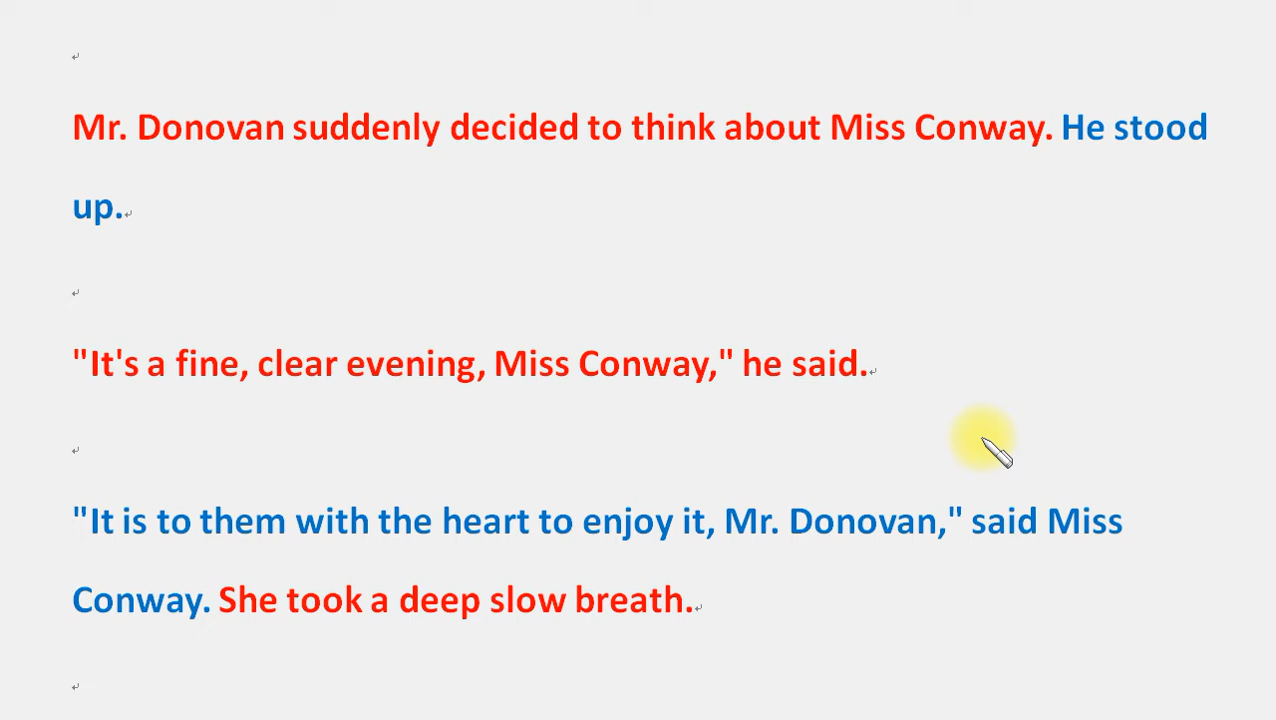 Mr. Donovan suddenly decided to think about Miss Conway. He stood
up.
"It's a fine, clear evening, Miss Conway," he said.
"It is to them with the heart to enjoy it, Mr. Donovan," said Miss
Conway. She took a deep slow breath.